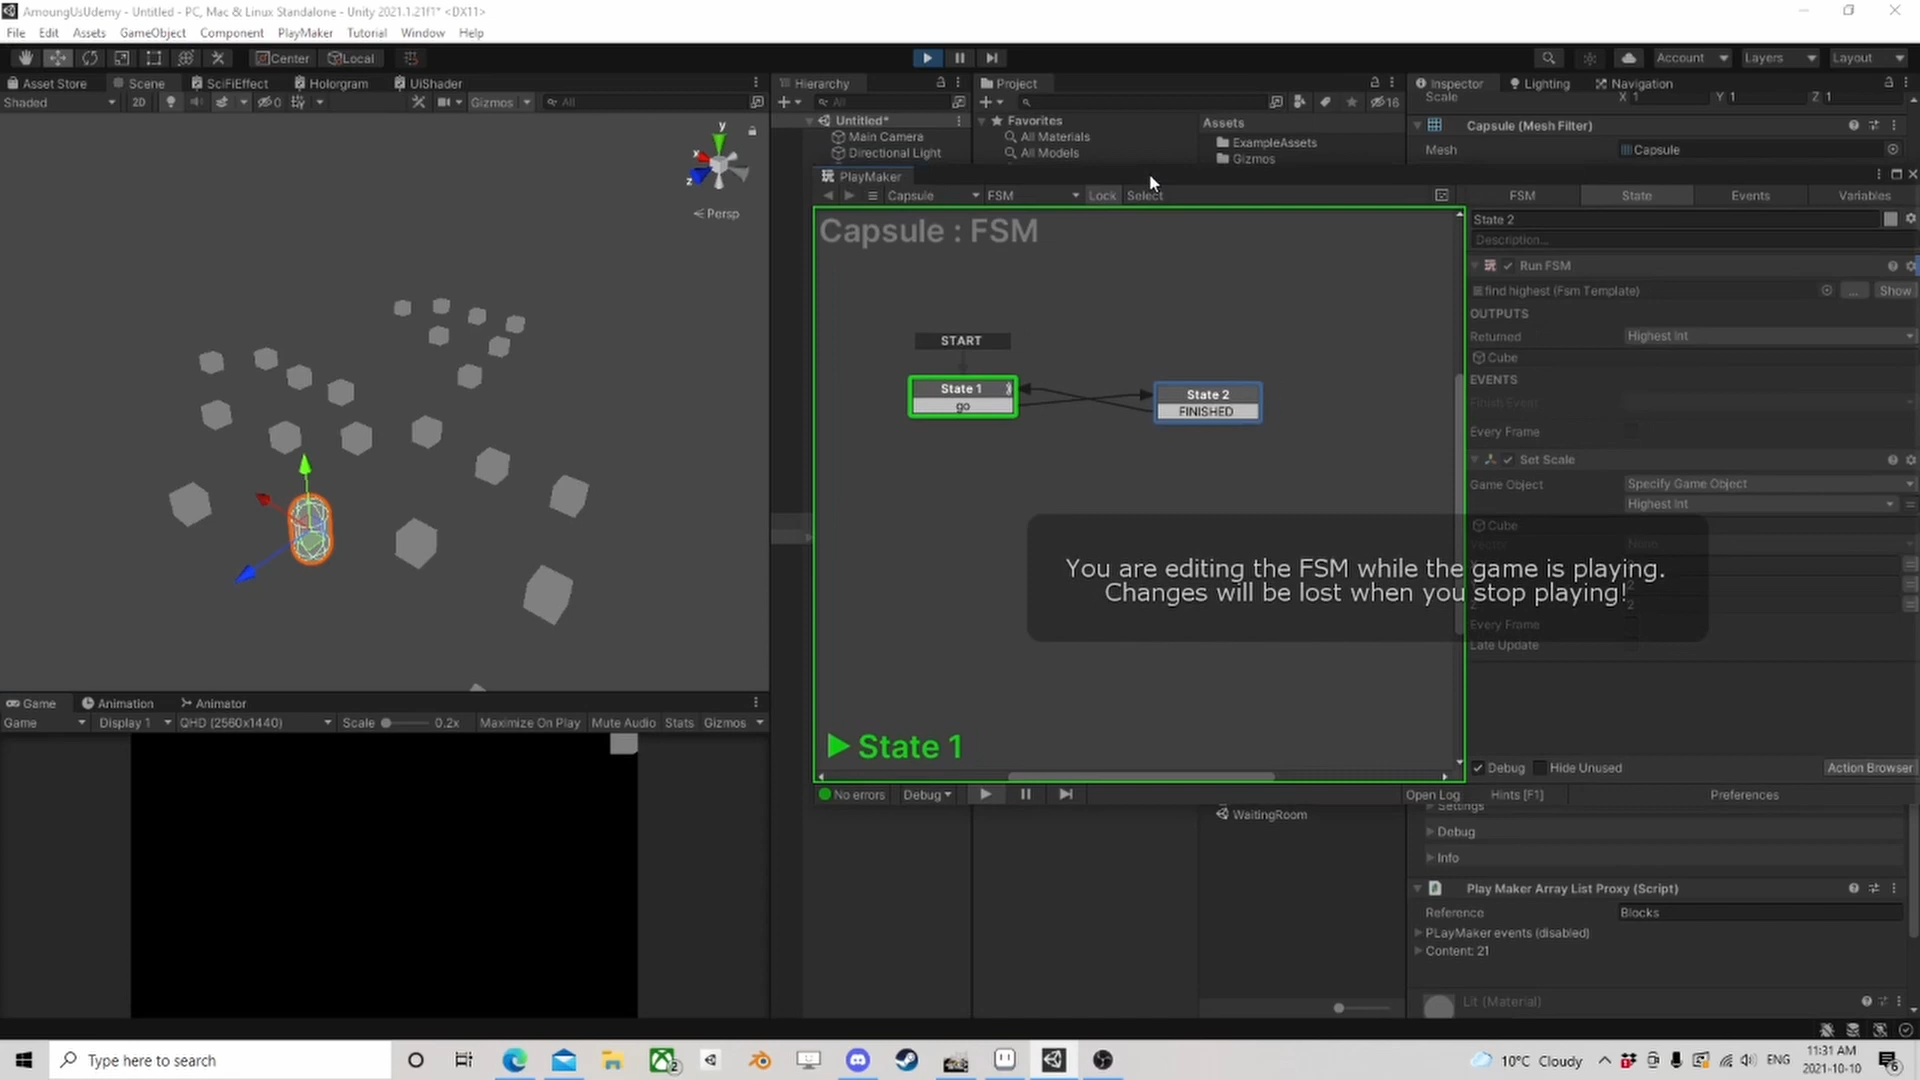 AmoungUsUdemy - Untitled - PC, Mac & Linux Standalone - Unity 2021.1.21f1* <DX11>
File Edit Assets GameObject Component PlayMaker Tutorial Window Help
Center Local Account Layers Layout
Asset Store Scene SciFiEffect Hologram UiShader
Shaded 2D 0 Gizmos All
y
x
z
Persp
Hierarchy
All
Untitled*
Main Camera
Directional Light
Project
16
Favorites
All Materials
All Models
Assets
ExampleAssets
Gizmos
Inspector Lighting Navigation
Scale X 1 Y 1 Z 1
Capsule (Mesh Filter)
Mesh Capsule
PlayMaker
Capsule FSM Lock Select
FSM State Events Variables
Capsule : FSM
START
State 1
go
State 2
FINISHED
State 2
Description...
Run FSM
find highest (Fsm Template) ... Show
OUTPUTS
Returned Highest Int
Cube
EVENTS
Finish Event
Every Frame
Set Scale
Game Object Specify Game Object
Highest Int
Cube
Vector None
2
2
Every Frame
Late Update
You are editing the FSM while the game is playing.
Changes will be lost when you stop playing!
State 1
Debug Hide Unused Action Browser
No errors Debug Open Log Hints [F1] Preferences
Game Animation Animator
Game Display 1 QHD (2560x1440) Scale 0.2x Maximize On Play Mute Audio Stats Gizmos
WaitingRoom
Settings
Debug
Info
Play Maker Array List Proxy (Script)
Reference Blocks
PLayMaker events (disabled)
Content: 21
Lit (Material)
Type here to search
2
10°C Cloudy
ENG
11:31 AM
2021-10-10
6